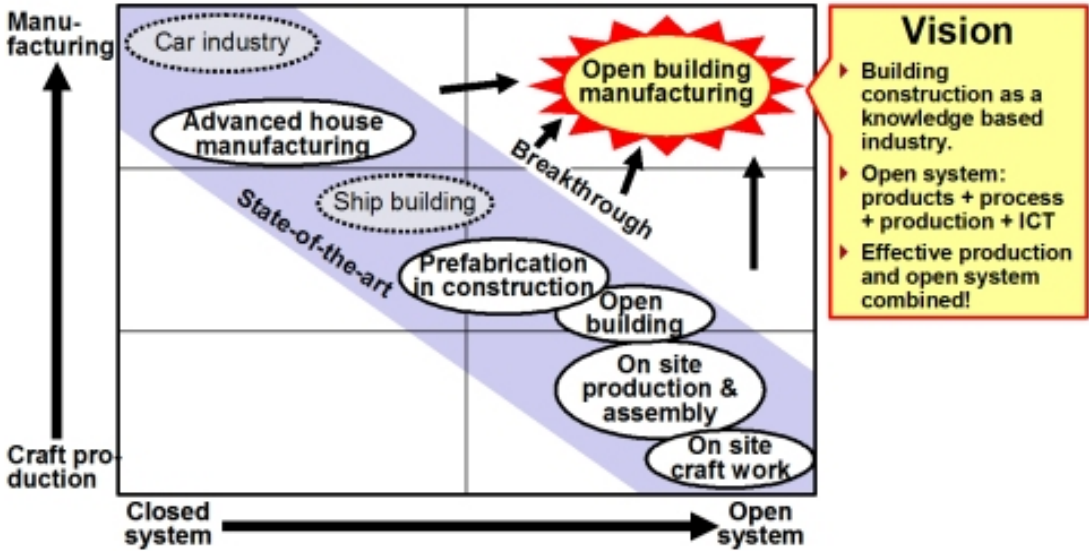 Manu-
facturing
Craft pro-
duction
Car industry
Advanced house
manufacturing
Ship building
State-of-the-art
Prefabrication
in construction
Open
building
On site
production &
assembly
On site
craft work
Breakthrough
Open building
manufacturing
Closed
system
Open
system
Vision
Building
construction as a
knowledge based
industry.
Open system:
products + process
+ production + ICT
Effective production
and open system
combined!